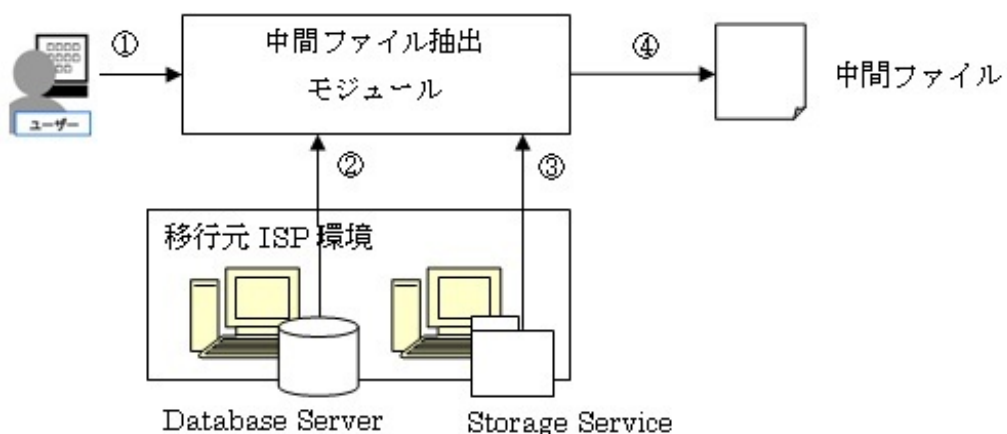 ①
中間ファイル抽出
モジュール
④
中間ファイル
ユーザー
②
③
移行元 ISP 環境
Database Server
Storage Service